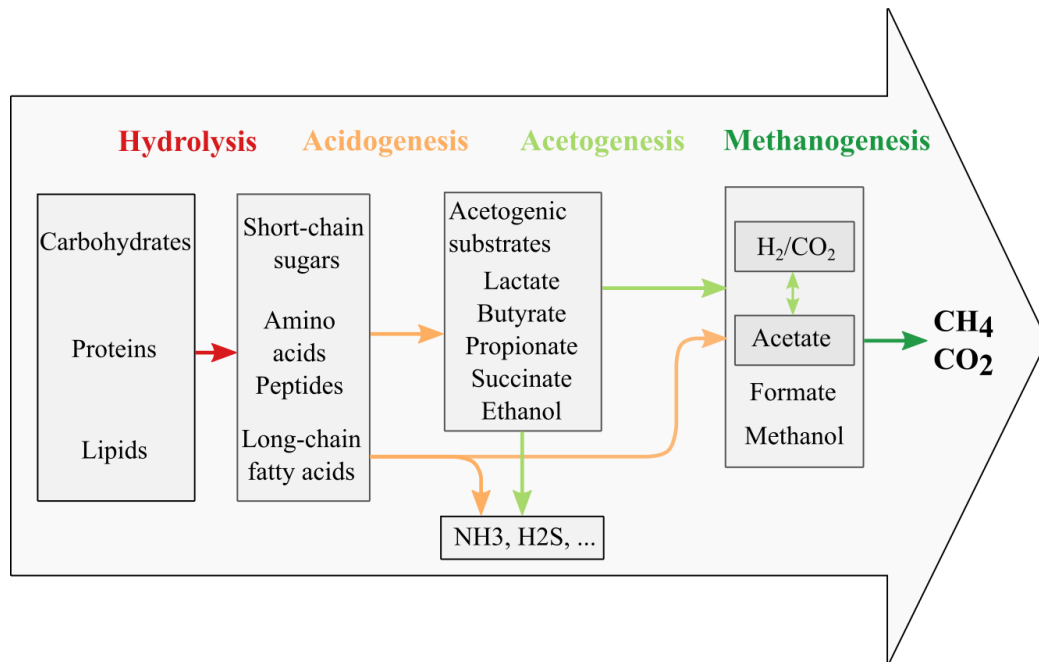 Hydrolysis
Acidogenesis
Acetogenesis
Methanogenesis
Carbohydrates
Proteins
Lipids
Short-chain
sugars
Amino
acids
Peptides
Long-chain
fatty acids
Acetogenic
substrates
Lactate
Butyrate
Propionate
Succinate
Ethanol
NH3, H2S, ...
H₂/CO₂
Acetate
Formate
Methanol
CH₄
CO₂